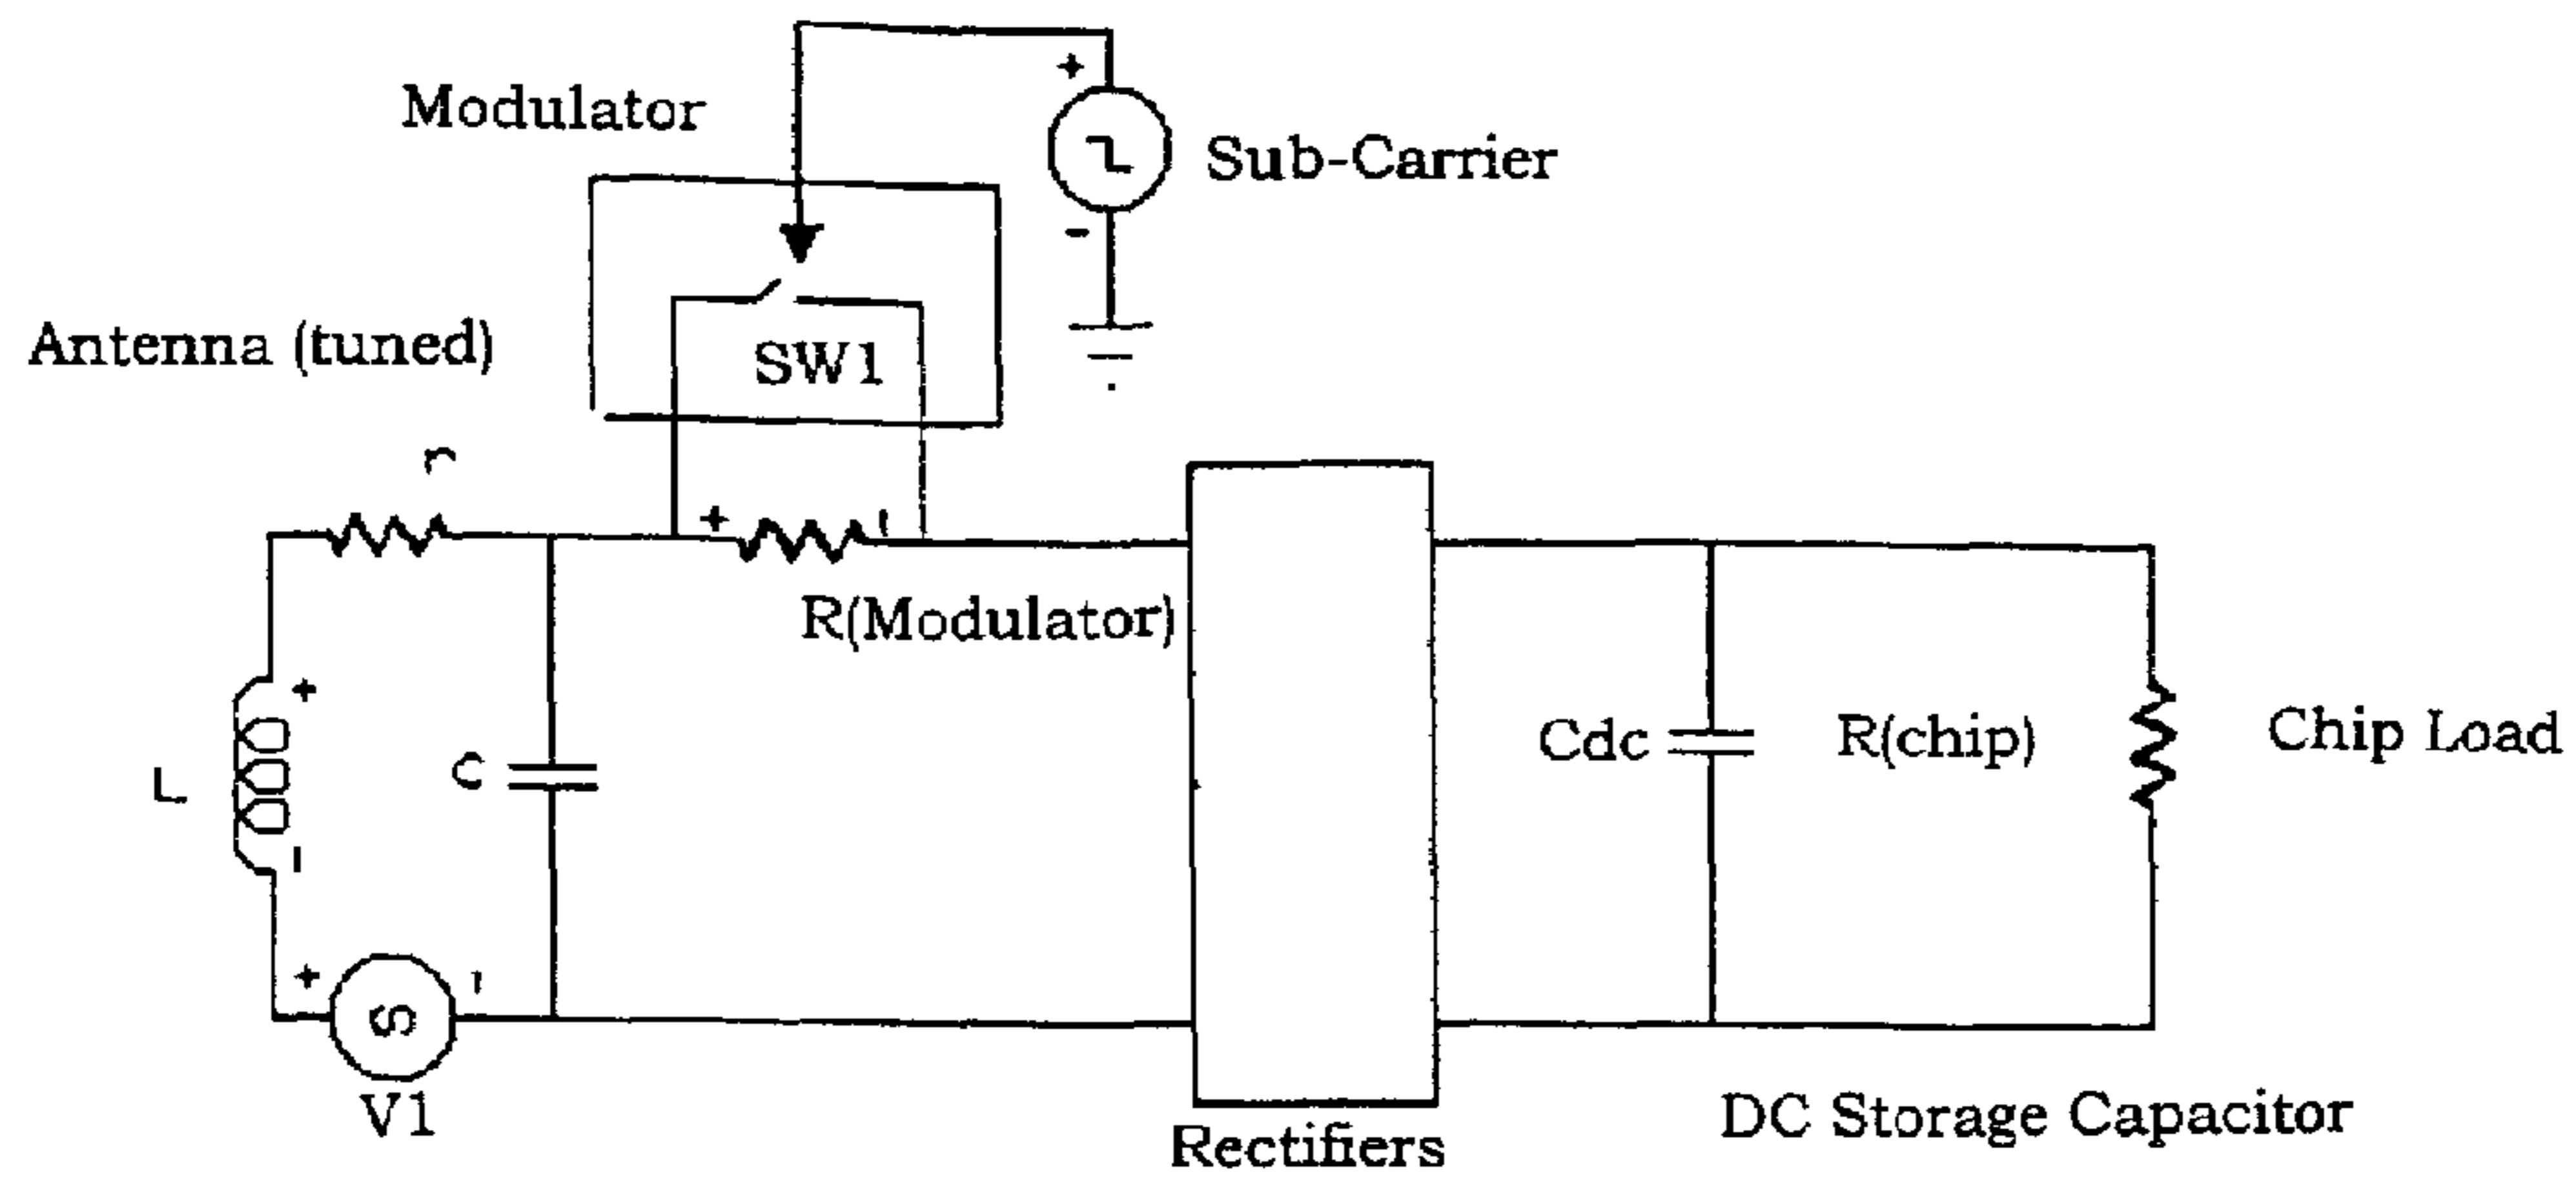 +
Modulator
Sub-Carrier
-
Antenna (tuned)
SW1
r
+ -
R(Modulator)
+
L
C
Cdc
R(chip)
Chip Load
-
+ -
S
V1
DC Storage Capacitor
Rectifiers